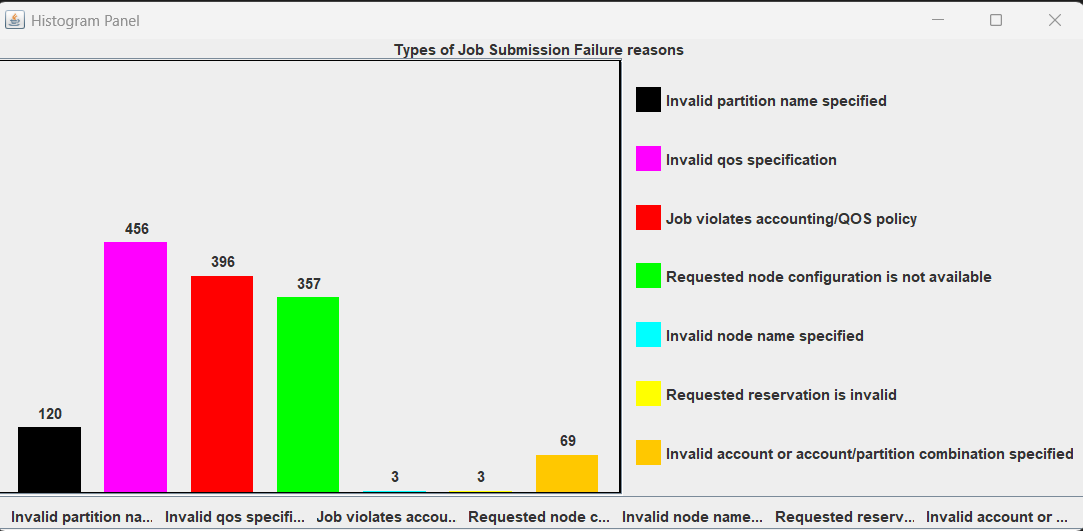 Histogram Panel
Types of Job Submission Failure reasons
Invalid partition name specified
Invalid qos specification
Job violates accounting/QOS policy
Requested node configuration is not available
Invalid node name specified
Requested reservation is invalid
Invalid account or account/partition combination specified
120
456
396
357
3
3
69
Invalid partition na... Invalid qos specifi... Job violates accou.. Requested node c... Invalid node name... Requested reserv... Invalid account or ...